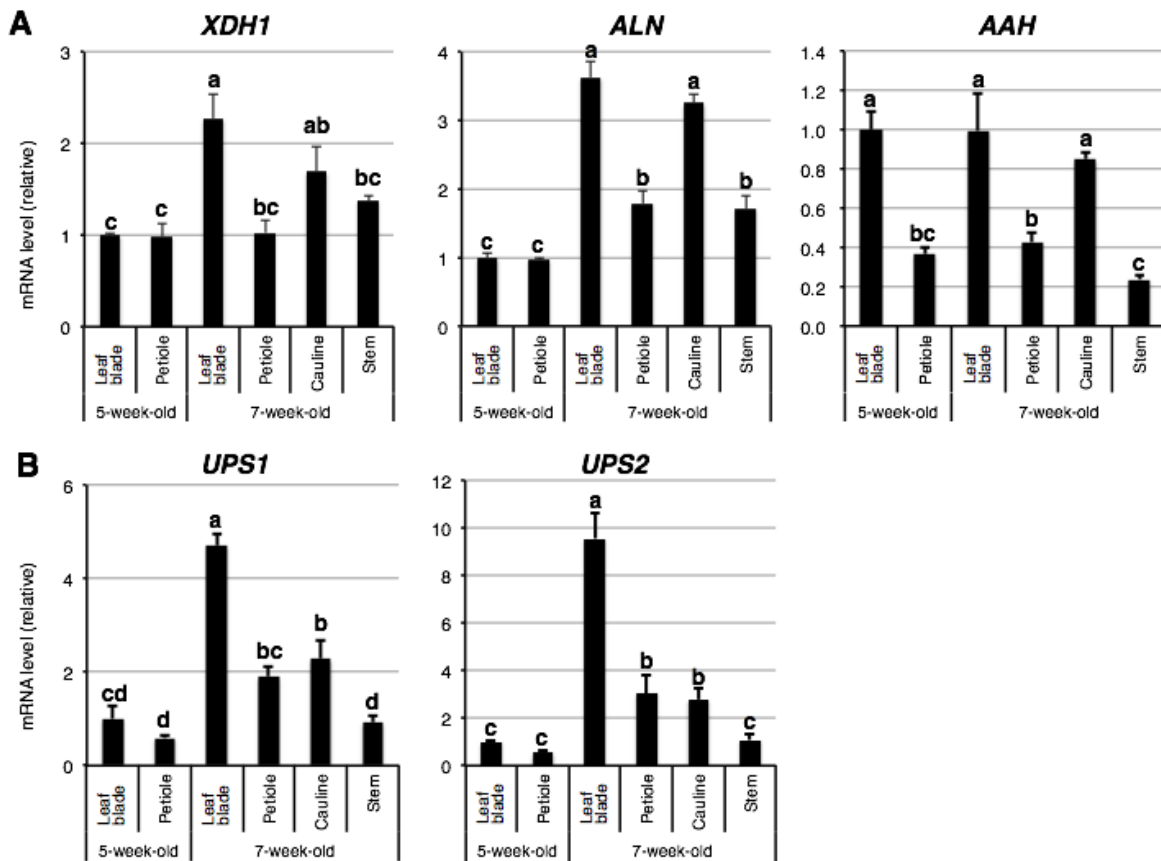 A
XDH1
ALN
AAH
mRNA level (relative)
3
2
1
0
c
c
a
bc
ab
bc
Leaf blade
Petiole
Leaf blade
Petiole
Cauline
Stem
5-week-old
7-week-old
4
3
2
1
0
c
c
a
b
a
b
Leaf blade
Petiole
Leaf blade
Petiole
Cauline
Stem
5-week-old
7-week-old
1.4
1.2
1.0
0.8
0.6
0.4
0.2
0.0
a
bc
a
b
a
c
Leaf blade
Petiole
Leaf blade
Petiole
Cauline
Stem
5-week-old
7-week-old
B
UPS1
UPS2
mRNA level (relative)
6
4
2
0
cd
d
a
bc
b
d
Leaf blade
Petiole
Leaf blade
Petiole
Cauline
Stem
5-week-old
7-week-old
12
10
8
6
4
2
0
c
c
a
b
b
c
Leaf blade
Petiole
Leaf blade
Petiole
Cauline
Stem
5-week-old
7-week-old